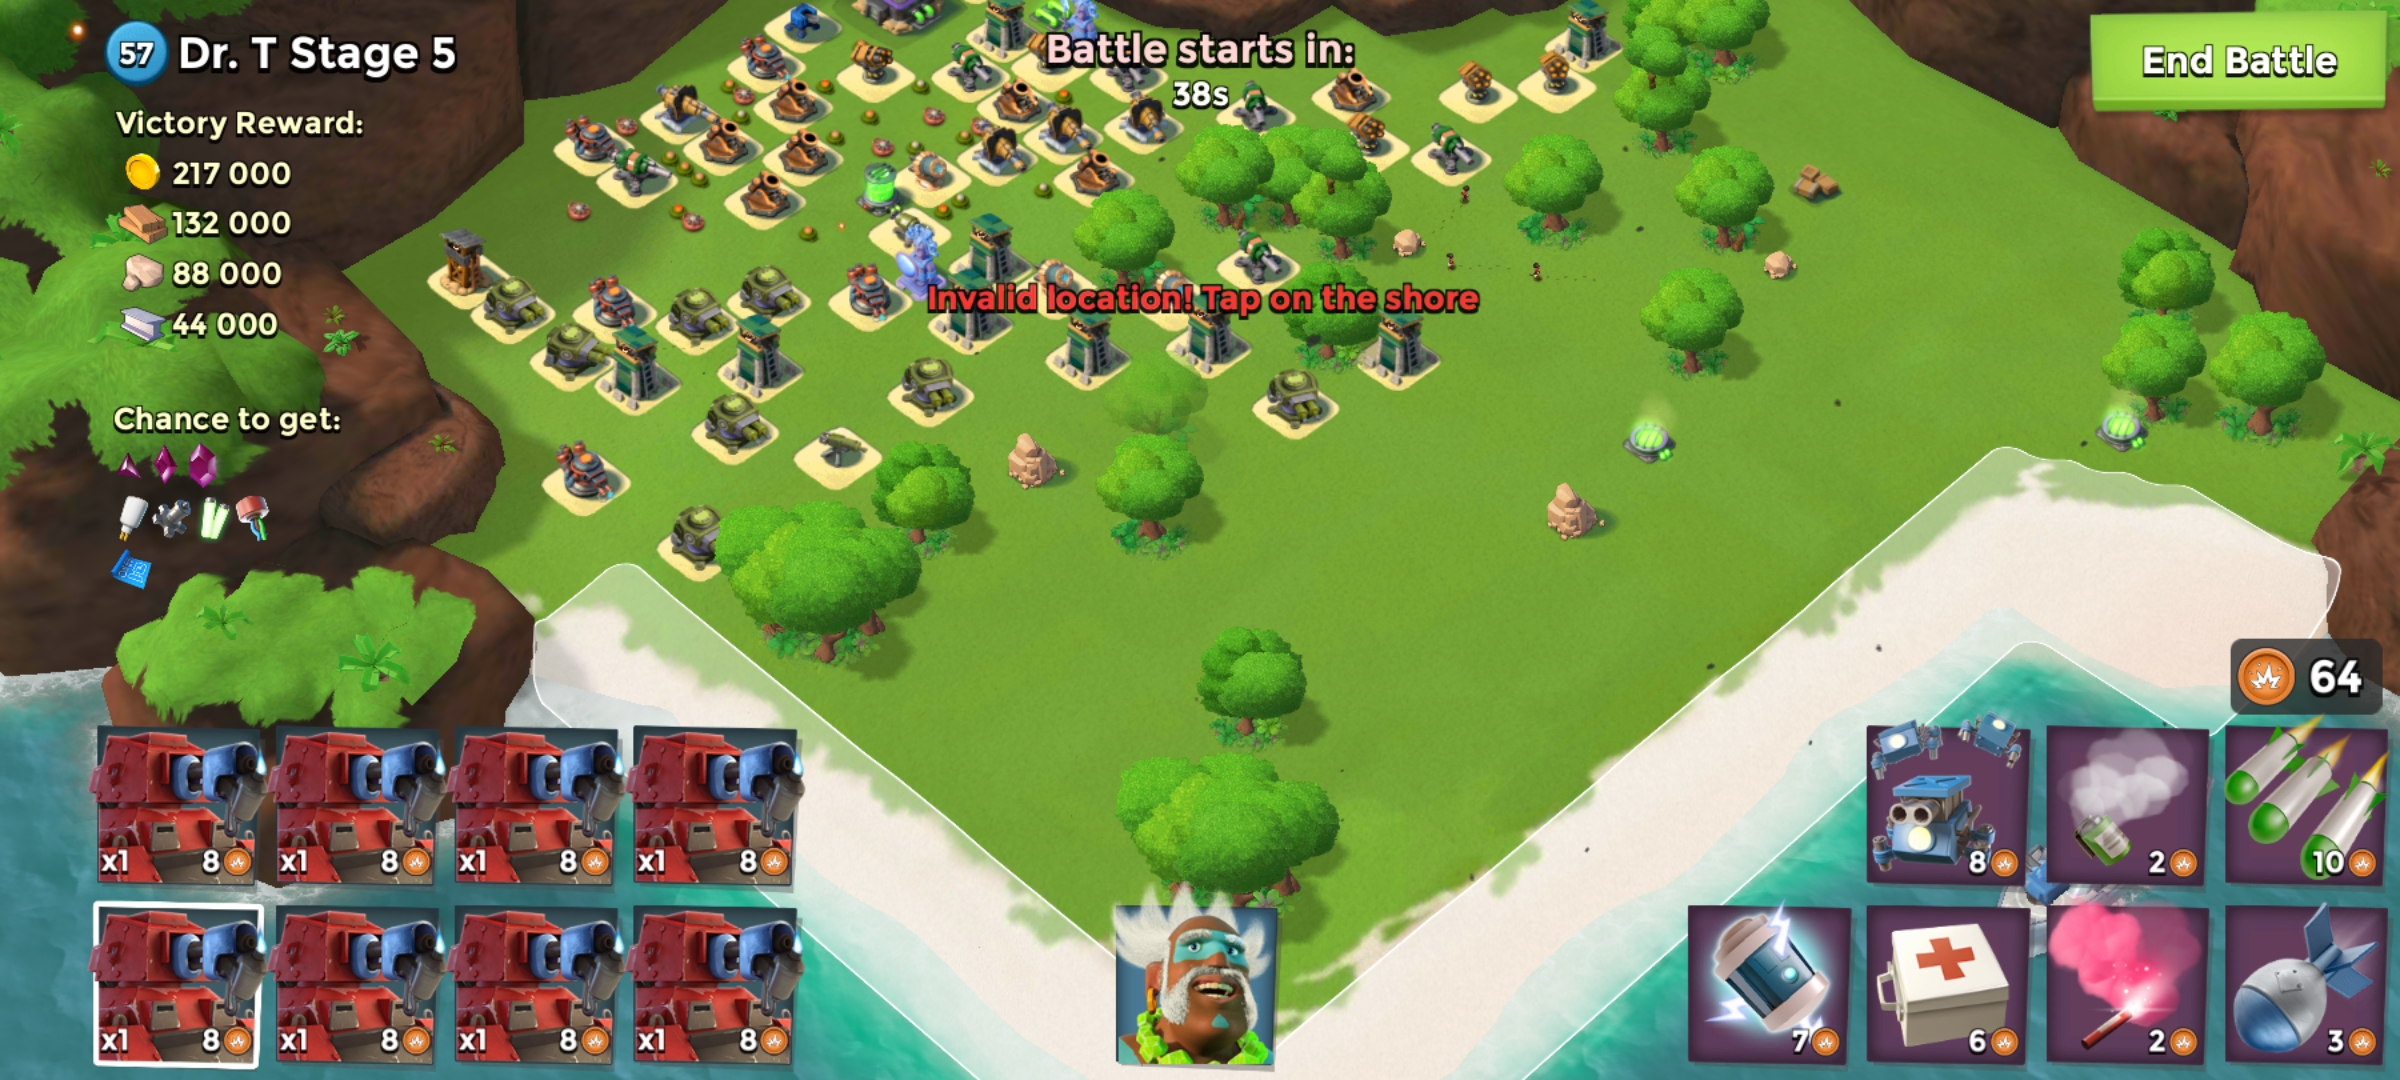 57 Dr. T Stage 5
Battle starts in:
38s
End Battle
Victory Reward:
217 000
132 000
88 000
44 000
Invalid location! Tap on the shore
Chance to get:
64
x1 8
x1 8
x1 8
x1 8
8
2
10
x1 8
x1 8
x1 8
x1 8
7
6
2
3